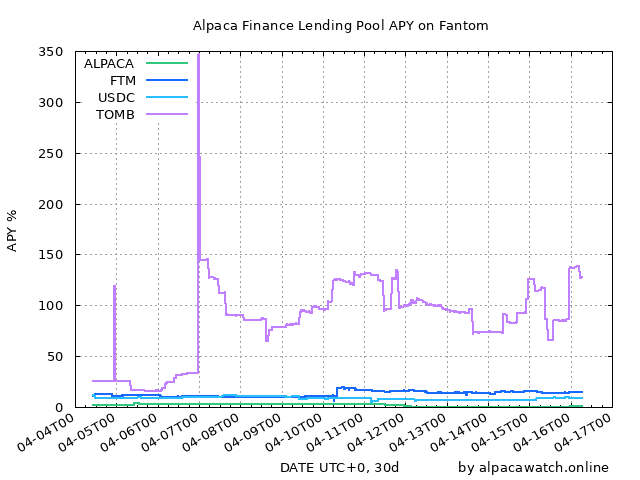 Alpaca Finance Lending Pool APY on Fantom
350
300
250
200
150
100
50
0
APY %
ALPACA
FTM
USDC
TOMB
04-04T00
04-05T00
04-06T00
04-07T00
04-08T00
04-09T00
04-10T00
04-11T00
04-12T00
04-13T00
04-14T00
04-15T00
04-16T00
04-17T00
DATE UTC+0, 30d
by alpacawatch.online